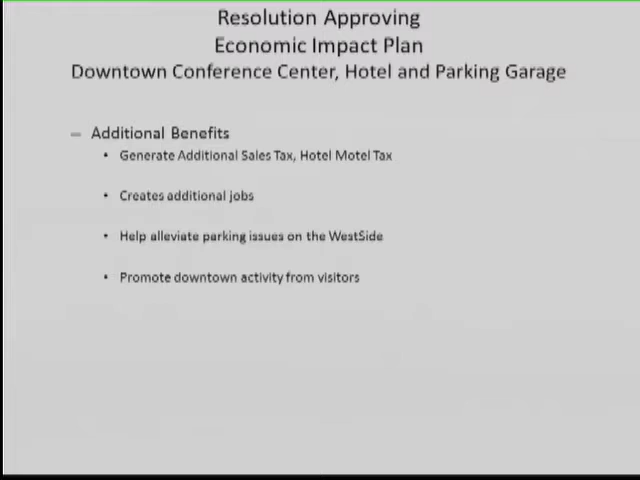 Resolution Approving
Economic Impact Plan
Downtown Conference Center, Hotel and Parking Garage
– Additional Benefits
• Generate Additional Sales Tax, Hotel Motel Tax
• Creates additional jobs
• Help alleviate parking issues on the WestSide
• Promote downtown activity from visitors